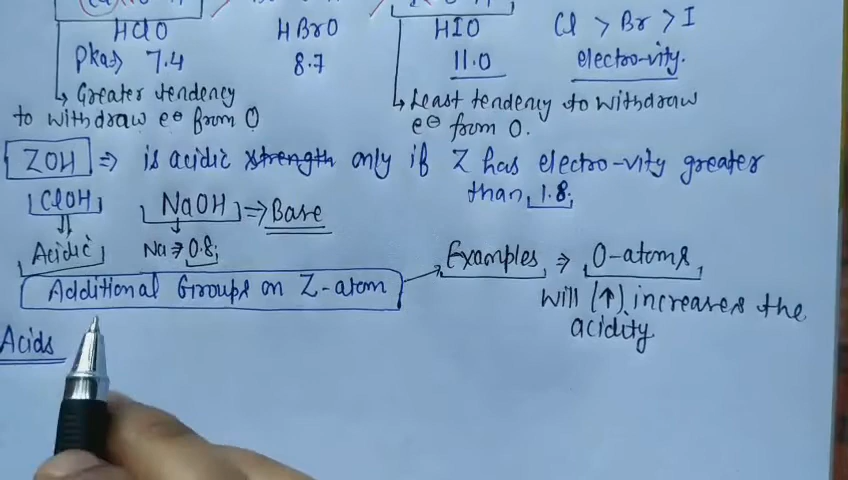 HClO HBrO HIO Cl > Br > I
Pka⇒ 7.4 8.7 11.0 electro-vity.
↳ Greater tendency to withdraw e⊖ from O
↳ Least tendency to withdraw e⊖ from O.
ZOH ⇒ is acidic strength only if Z has electro-vity greater
than 1.8.
ClOH NaOH ⇒ Base
Acidic Na ⇒ 0.8.
Additional Groups on Z-atom
Examples ⇒ O-atoms
will (↑) increases the
acidity
Acids